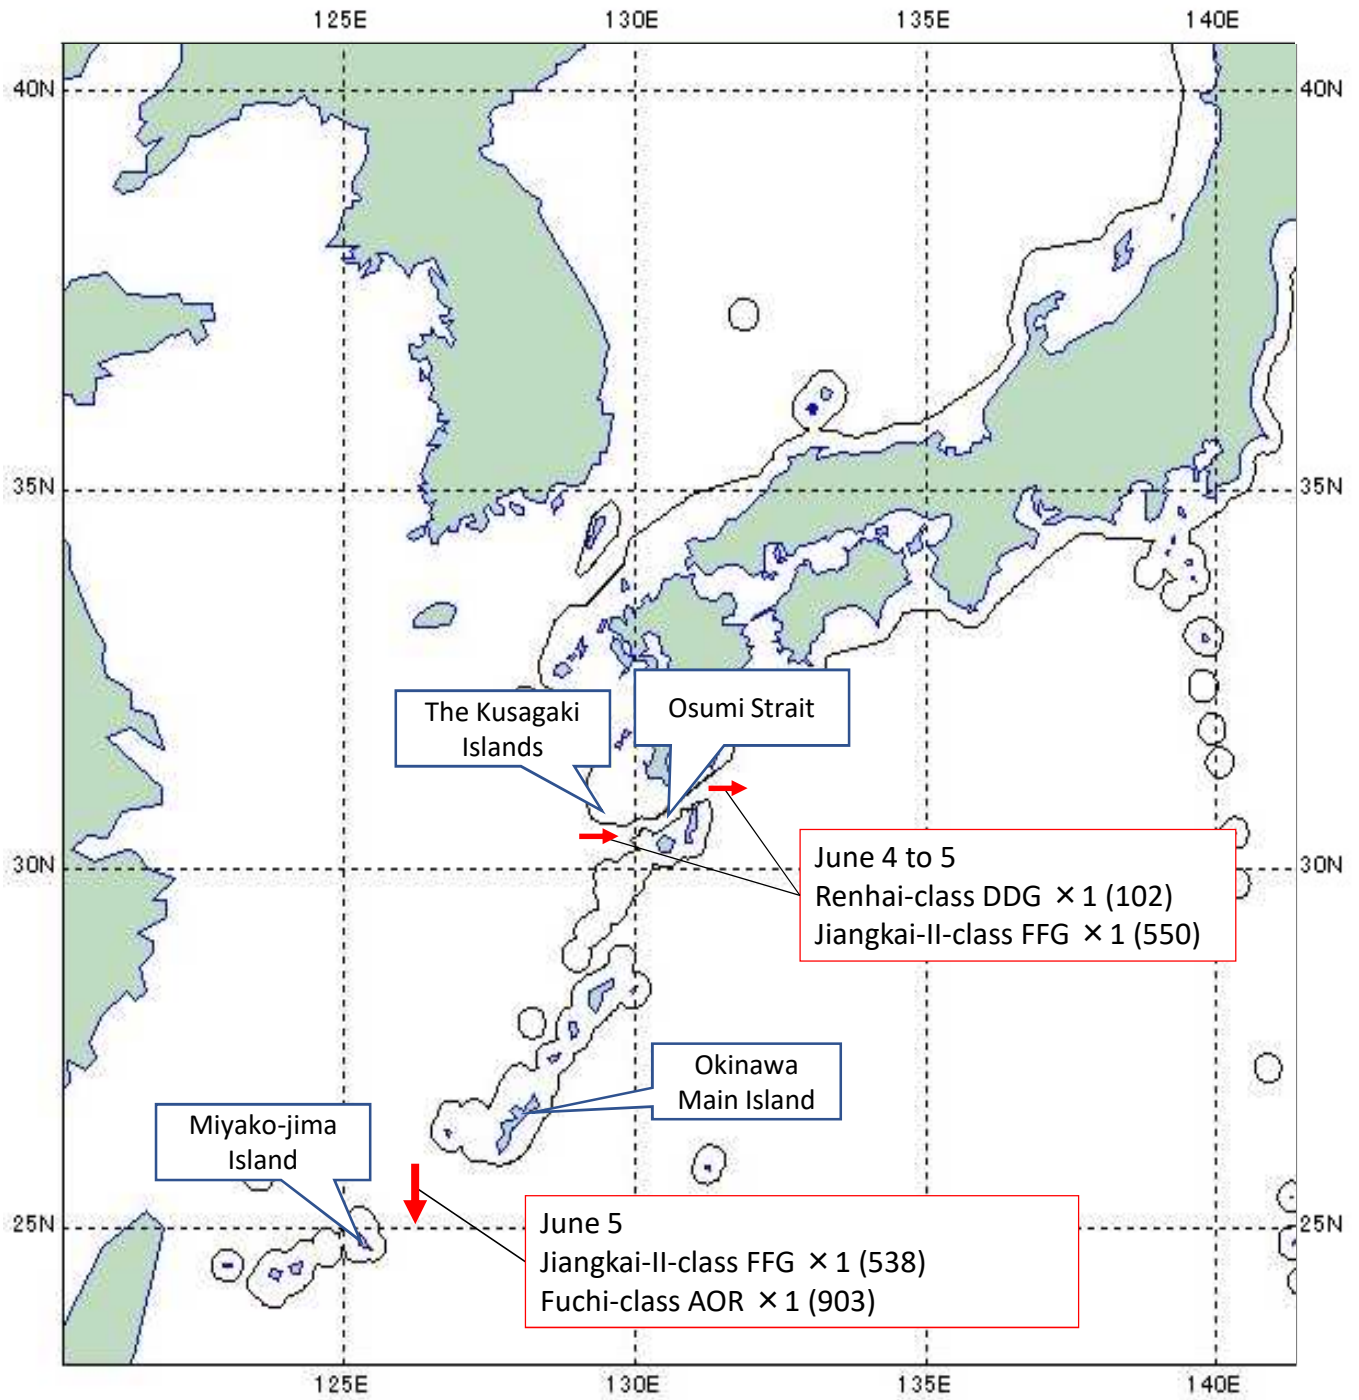 125E 130E 135E 140E
40N 40N
35N 35N
The Kusagaki
Islands
Osumi Strait
30N 30N
June 4 to 5
Renhai-class DDG ×1 (102)
Jiangkai-II-class FFG ×1 (550)
Okinawa
Main Island
Miyako-jima
Island
25N 25N
June 5
Jiangkai-II-class FFG ×1 (538)
Fuchi-class AOR ×1 (903)
125E 130E 135E 140E